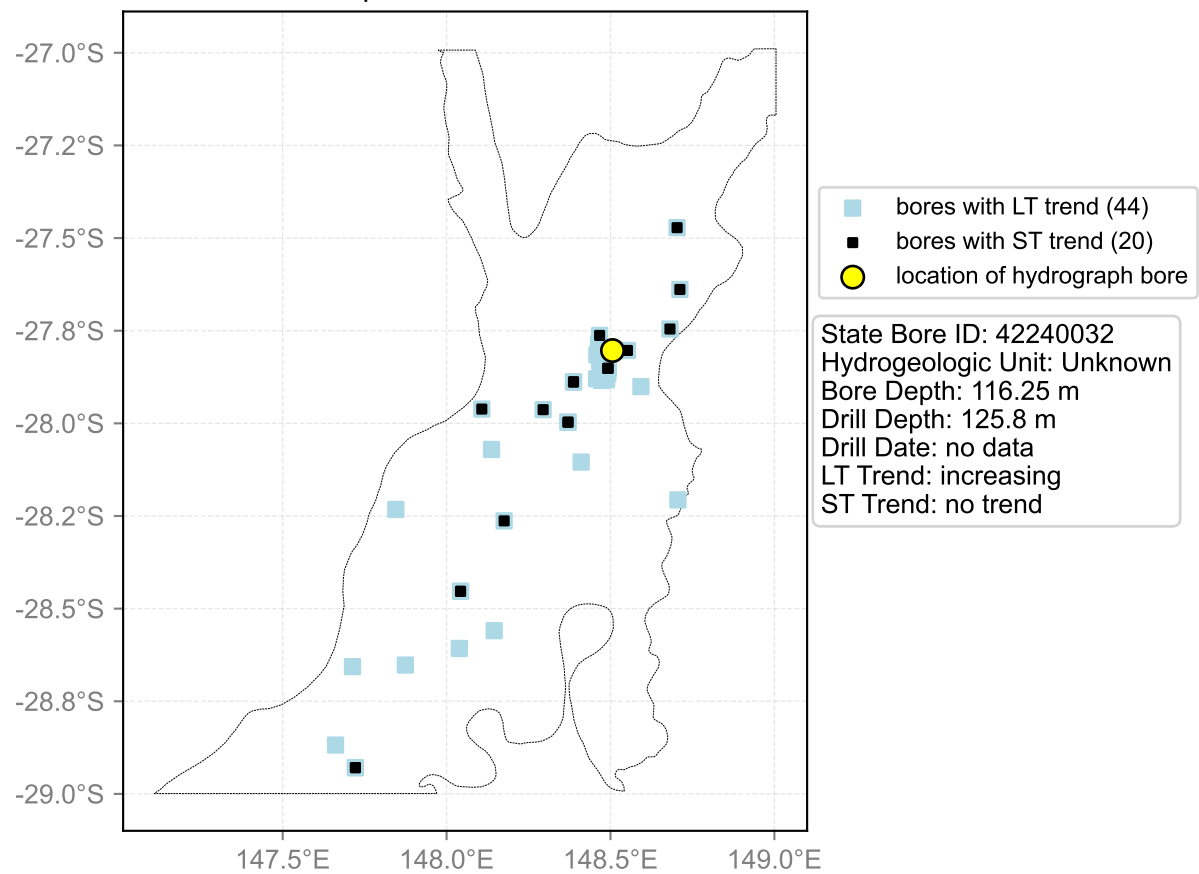 -27.0°S
-27.2°S
-27.5°S
-27.8°S
-28.0°S
-28.2°S
-28.5°S
-28.8°S
-29.0°S
147.5°E
148.0°E
148.5°E
149.0°E
bores with LT trend (44)
bores with ST trend (20)
location of hydrograph bore
State Bore ID: 42240032
Hydrogeologic Unit: Unknown
Bore Depth: 116.25 m
Drill Depth: 125.8 m
Drill Date: no data
LT Trend: increasing
ST Trend: no trend